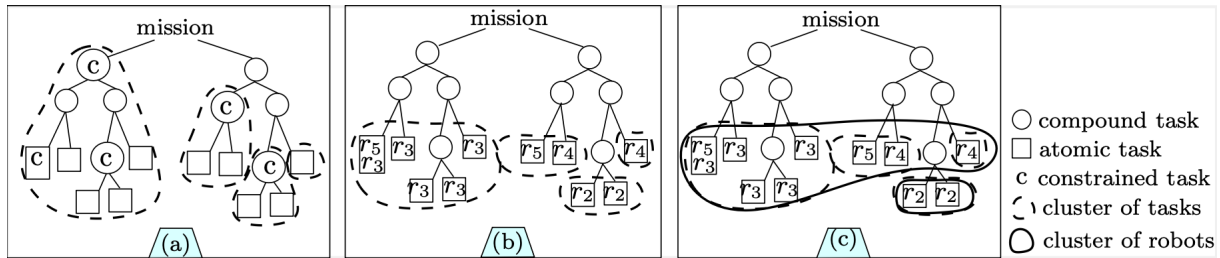 mission
c
c
c
c
c
(a)
mission
r5 r3 r3 r5 r4 r4
r3
r3 r3 r2 r2
(b)
mission
r5 r3 r3 r5 r4 r4
r3
r3 r3 r2 r2
(c)
compound task
atomic task
c constrained task
cluster of tasks
cluster of robots